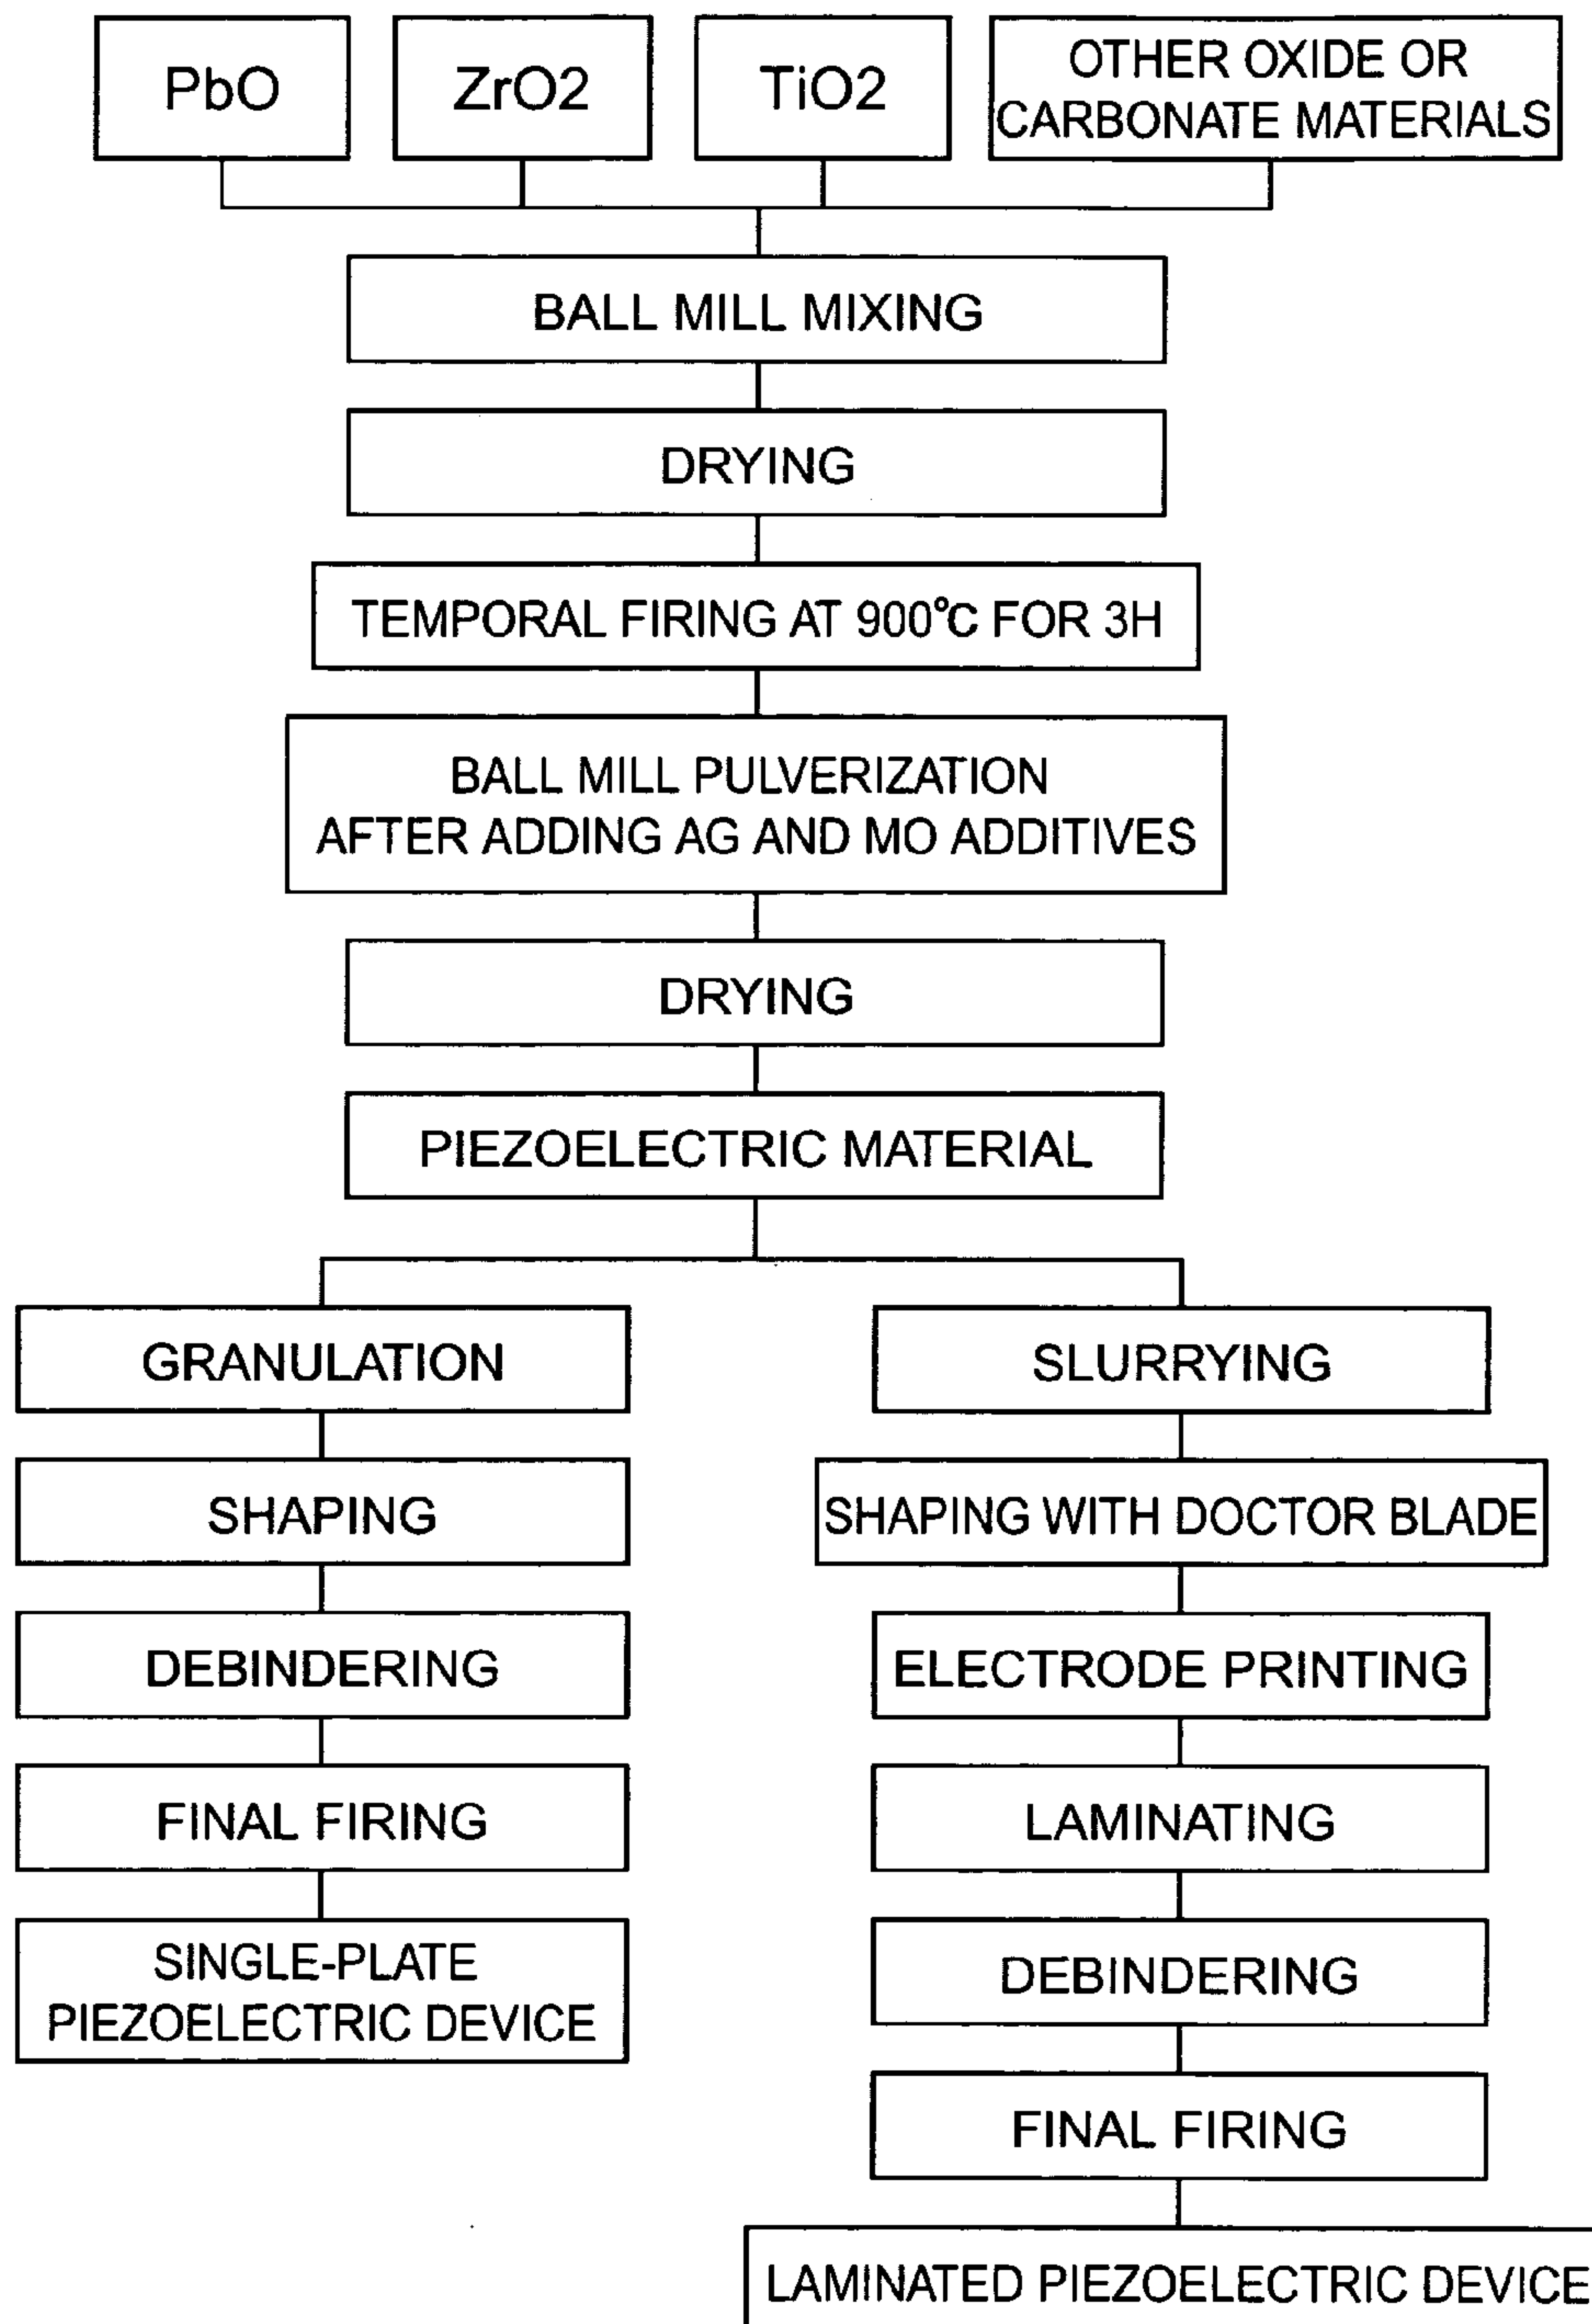 PbO
ZrO2
TiO2
OTHER OXIDE OR
CARBONATE MATERIALS
BALL MILL MIXING
DRYING
TEMPORAL FIRING AT 900°C FOR 3H
BALL MILL PULVERIZATION
AFTER ADDING AG AND MO ADDITIVES
DRYING
PIEZOELECTRIC MATERIAL
GRANULATION
SHAPING
DEBINDERING
FINAL FIRING
SINGLE-PLATE
PIEZOELECTRIC DEVICE
SLURRYING
SHAPING WITH DOCTOR BLADE
ELECTRODE PRINTING
LAMINATING
DEBINDERING
FINAL FIRING
LAMINATED PIEZOELECTRIC DEVICE